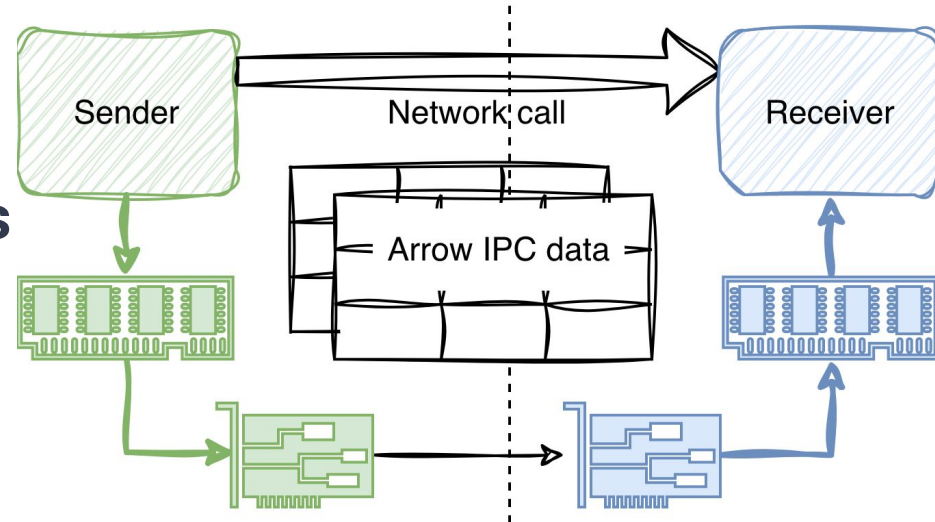 Sender
Network call
Receiver
s
Arrow IPC data